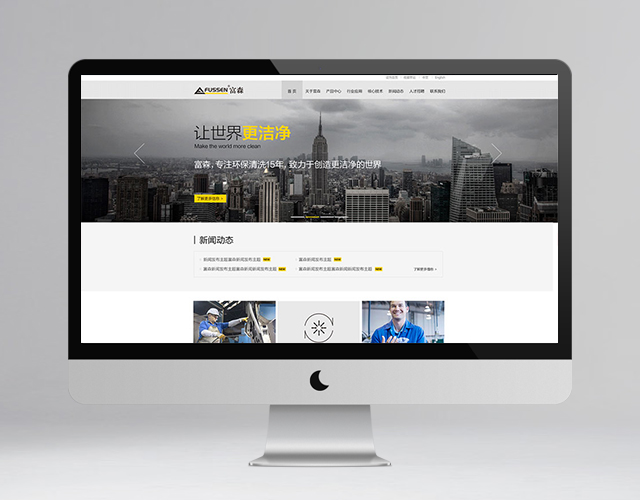 English
FUSSEN 富森
首 页 关于富森 产品中心 行业应用 核心技术 新闻动态 人才招聘 联系我们
让世界更洁净
Make the world more clean
富森，专注环保清洗15年，致力于创造更洁净的世界
了解更多信息 >
新闻动态
新闻发布主题富森新闻发布主题 NEW 富森新闻发布主题 NEW
富森新闻发布主题富森新闻新闻发布主题 NEW 富森新闻发布主题富森新闻新闻发布主题 NEW 了解更多信息 >